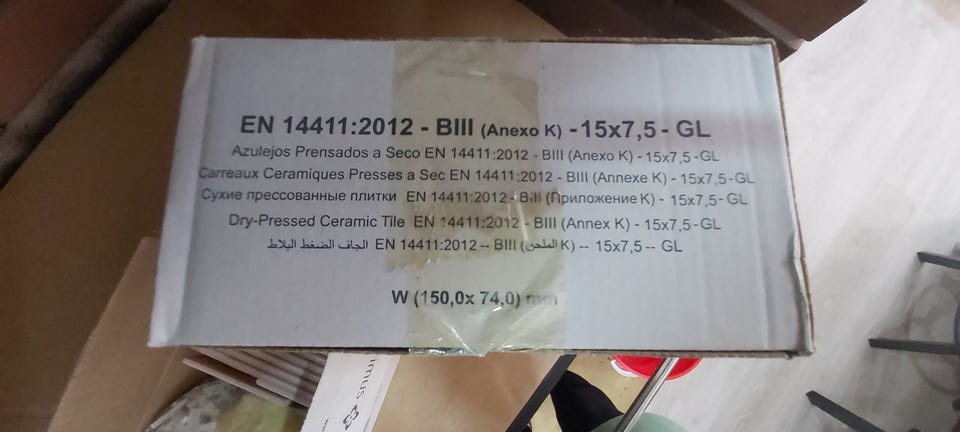 EN 14411:2012 - BIII (Anexo K) -15x7,5- GL
Azulejos Prensados a Seco EN 14411:2012 - BIII (Anexo K) - 15x7,5-GL
Carreaux Ceramiques Presses a Sec EN 14411:2012 - BIII (Annexe K) - 15x7,5-GL
Сухие прессованные плитки EN 14411:2012 - BIII (Приложение K) - 15x7,5- GL
Dry-Pressed Ceramic Tile EN 14411:2012 - BIII (Annex K) - 15x7,5-GL
الجاف الضغط البلاط EN 14411:2012 -- BIII (الملحق K) -- 15x7,5 -- GL
W (150,0x 74,0) mm
imus